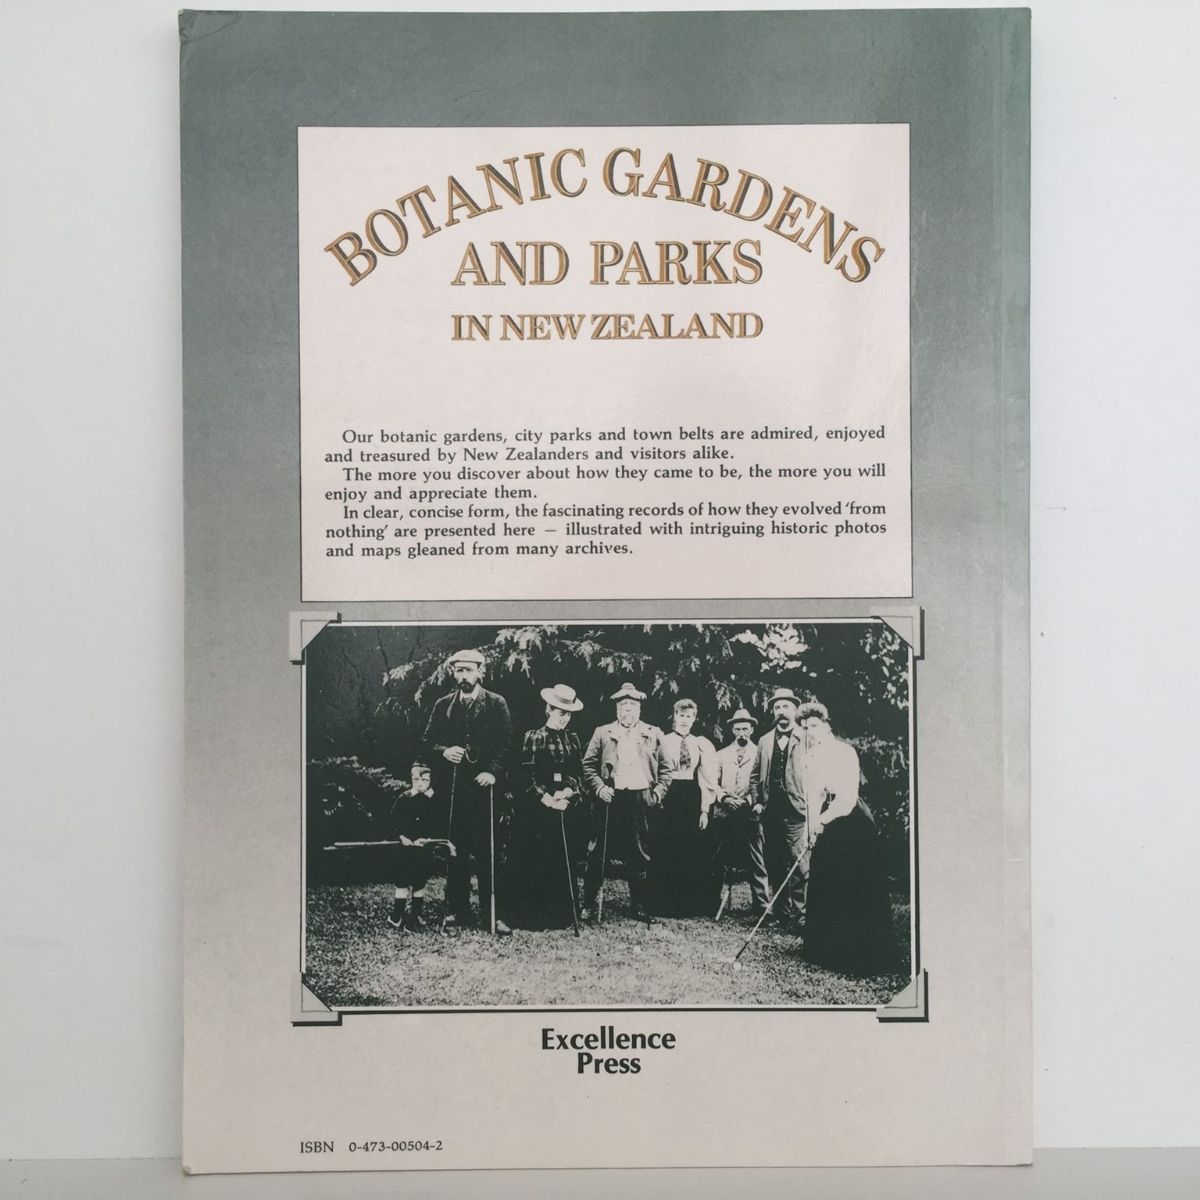 BOTANIC GARDENS
AND PARKS
IN NEW ZEALAND
Our botanic gardens, city parks and town belts are admired, enjoyed
and treasured by New Zealanders and visitors alike.
The more you discover about how they came to be, the more you will
enjoy and appreciate them.
In clear, concise form, the fascinating records of how they evolved ‘from
nothing’ are presented here — illustrated with intriguing historic photos
and maps gleaned from many archives.
Excellence
Press
ISBN 0-473-00504-2